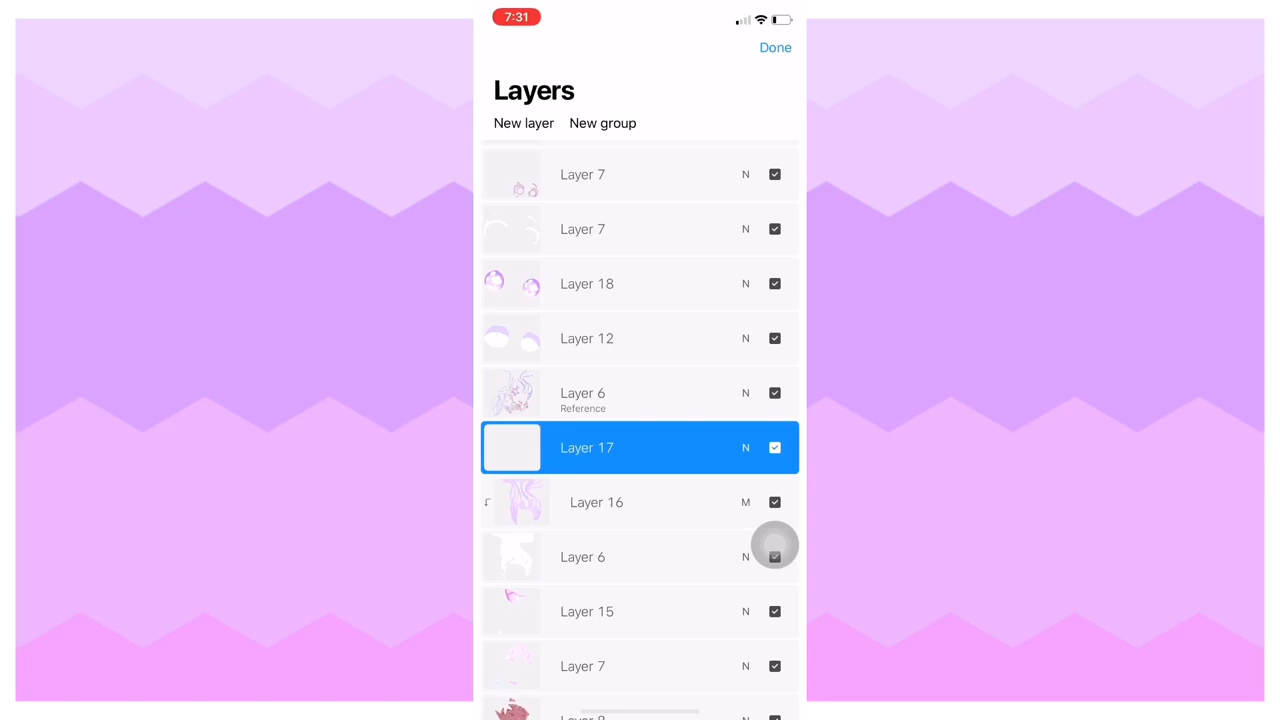 7:31
Done
Layers
New layer New group
Layer 7 N
Layer 7 N
Layer 18 N
Layer 12 N
Layer 6 N
Reference
Layer 17 N
Layer 16 M
Layer 6 N
Layer 15 N
Layer 7 N